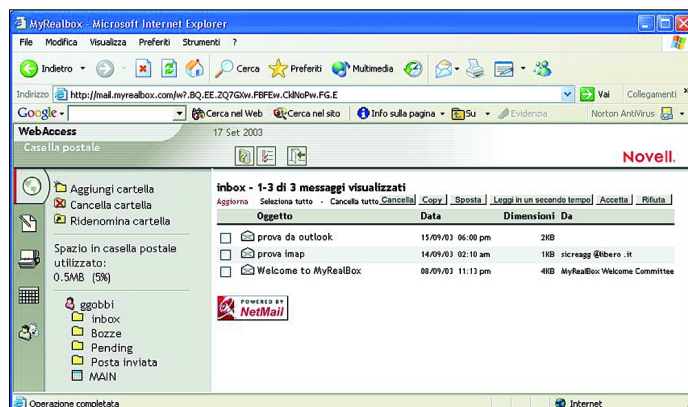 MyRealbox - Microsoft Internet Explorer
File Modifica Visualizza Preferiti Strumenti ?
Indietro Cerca Preferiti Multimedia
Indirizzo http://mail.myrealbox.com/w?.BQ.EE.ZQ7GXw.FBFEw.CklNoPw.FG.E Vai Collegamenti
Google Cerca nel Web Cerca nel sito Info sulla pagina Su Evidenzia Norton AntiVirus
WebAccess 17 Set 2003
Casella postale
Novell.
Aggiungi cartella
Cancella cartella
Ridenomina cartella
Spazio in casella postale
utilizzato:
0.5MB (5%)
ggobbi
inbox
Bozze
Pending
Posta inviata
MAIN
inbox - 1-3 di 3 messaggi visualizzati
Aggiorna Seleziona tutto - Cancella tutto Cancella Copy Sposta Leggi in un secondo tempo Accetta Rifiuta
Oggetto Data Dimensioni Da
prova da outlook 15/09/03 06:00 pm 2KB
prova imap 14/09/03 02:10 am 1KB sicreagg @libero .it
Welcome to MyRealBox 08/09/03 11:13 pm 4KB MyRealBox Welcome Committee
POWERED BY
NetMail
Operazione completata Internet